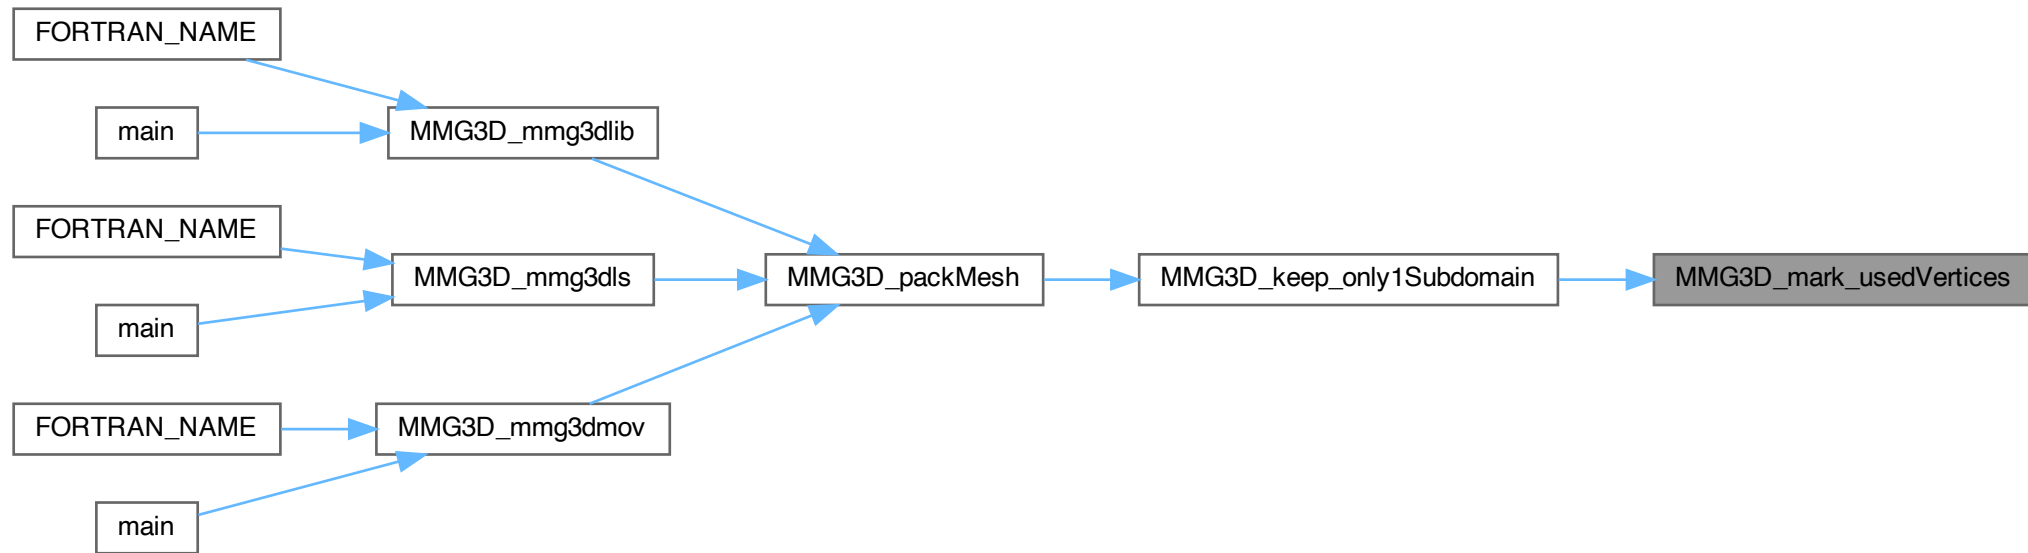 FORTRAN_NAME
main
MMG3D_mmg3dlib
FORTRAN_NAME
main
MMG3D_mmg3dls
MMG3D_packMesh
MMG3D_keep_only1Subdomain
MMG3D_mark_usedVertices
FORTRAN_NAME
main
MMG3D_mmg3dmov